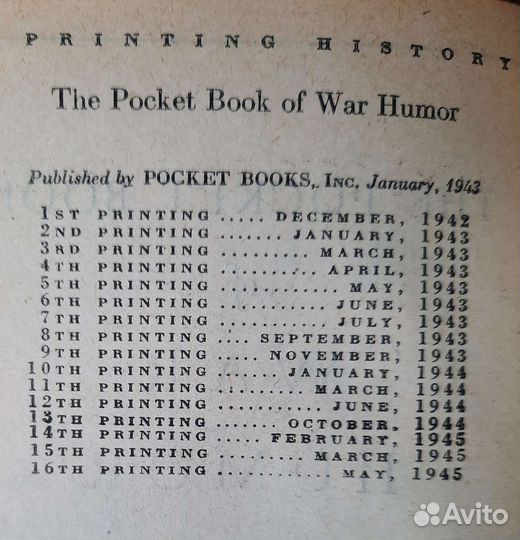 PRINTING HISTORY
The Pocket Book of War Humor
Published by POCKET BOOKS, INC. January, 1943
1ST PRINTING ..... DECEMBER, 1942
2ND PRINTING ........ JANUARY, 1943
3RD PRINTING .......... MARCH, 1943
4TH PRINTING ........... APRIL, 1943
5TH PRINTING ............. MAY, 1943
6TH PRINTING ............ JUNE, 1943
7TH PRINTING ............ JULY, 1943
8TH PRINTING .... SEPTEMBER, 1943
9TH PRINTING ..... NOVEMBER, 1943
10TH PRINTING ....... JANUARY, 1944
11TH PRINTING .......... MARCH, 1944
12TH PRINTING ............ JUNE, 1944
13TH PRINTING ....... OCTOBER, 1944
14TH PRINTING ..... FEBRUARY, 1945
15TH PRINTING .......... MARCH, 1945
16TH PRINTING ............. MAY, 1945
Avito